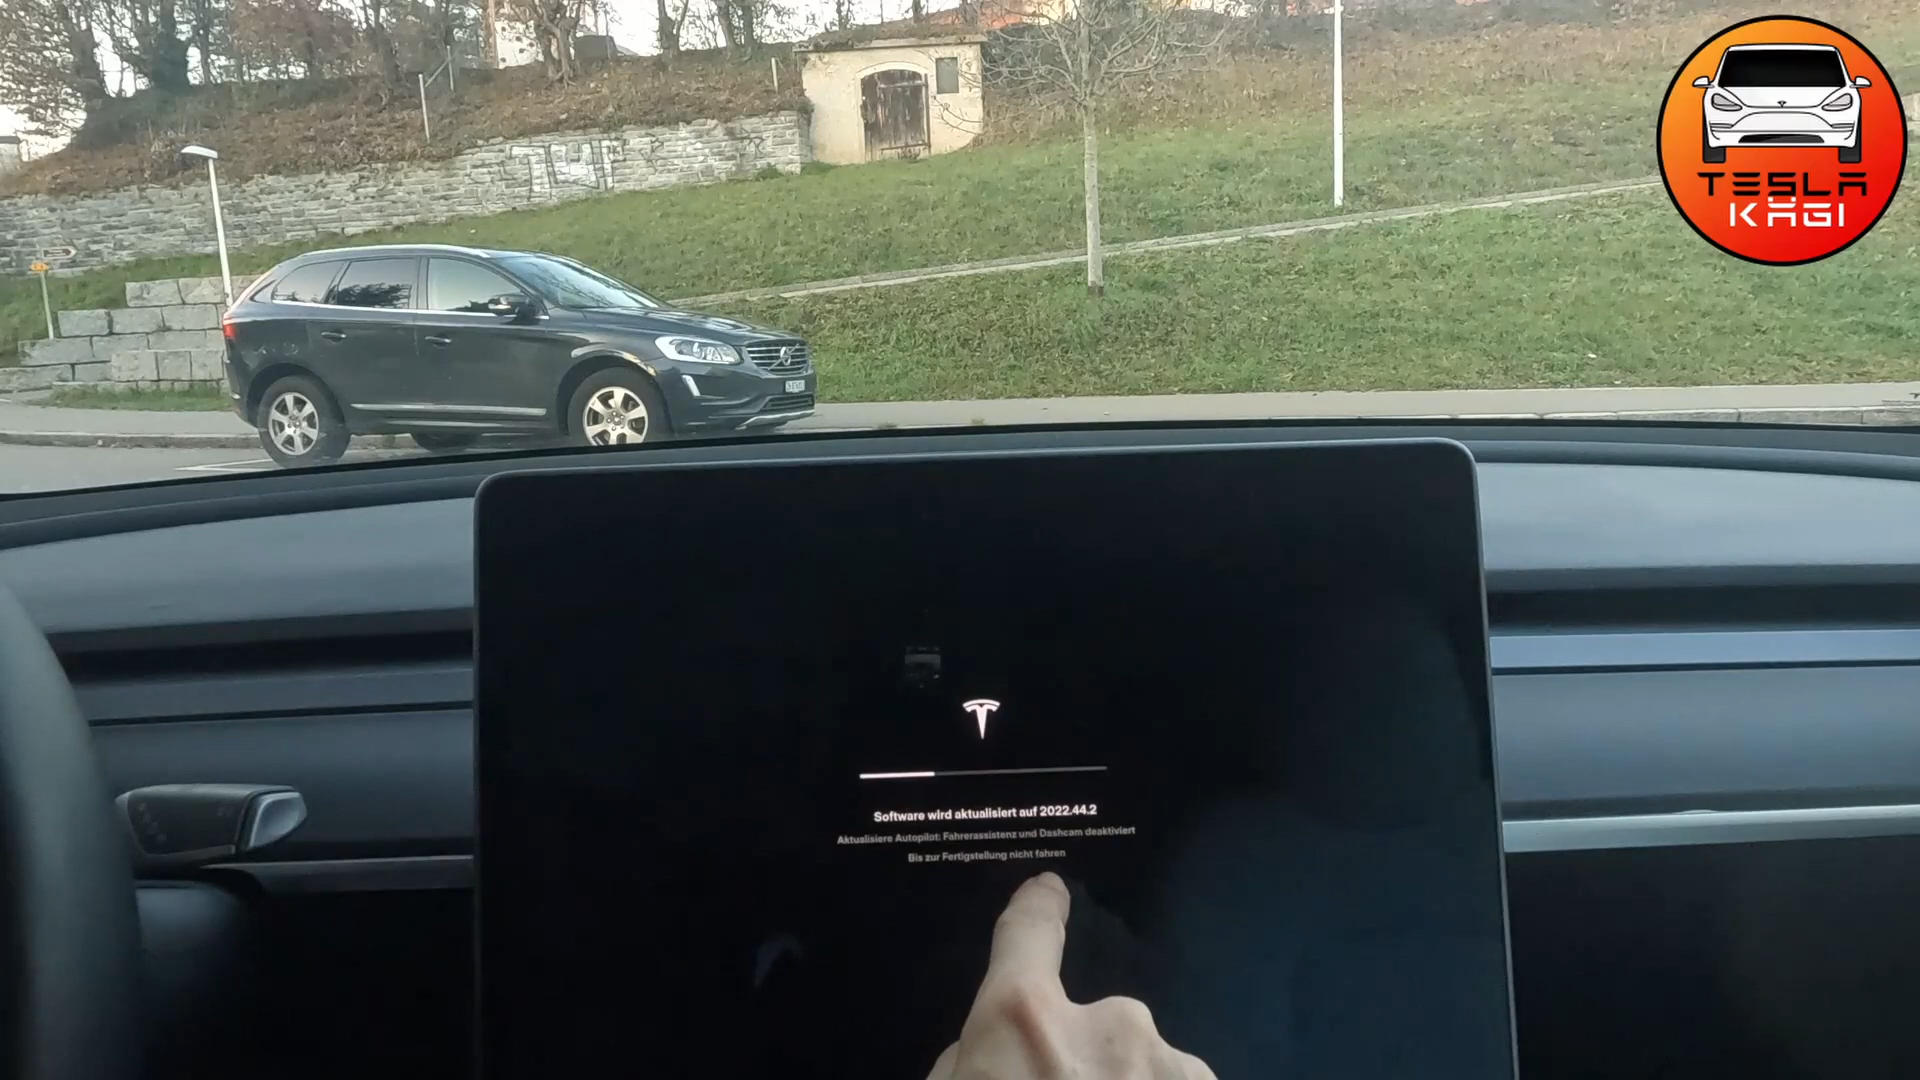 TESLA
KÄGI
Software wird aktualisiert auf 2022.44.2
Aktualisiere Autopilot: Fahrerassistenz und Dashcam deaktiviert
Bis zur Fertigstellung nicht fahren